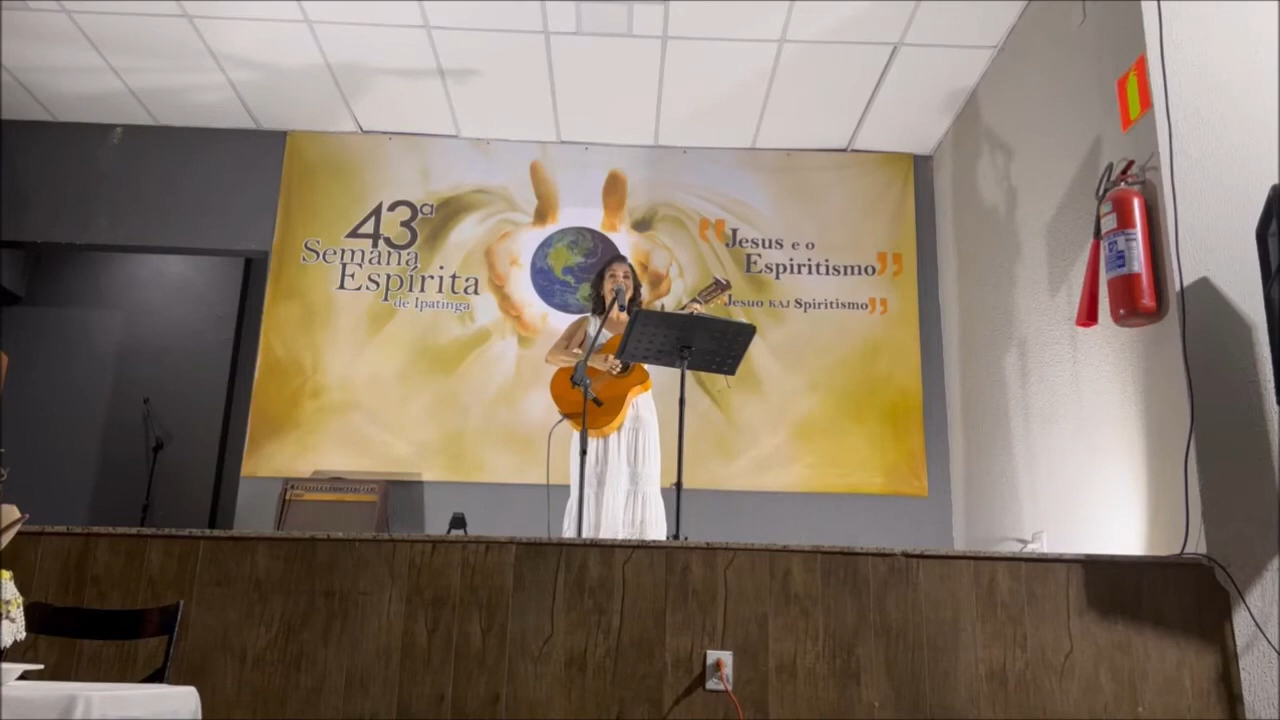 43ª
Semana
Espírita
de Ipatinga
"Jesus e o
Espiritismo"
Jesuo KAJ Spiritismo"